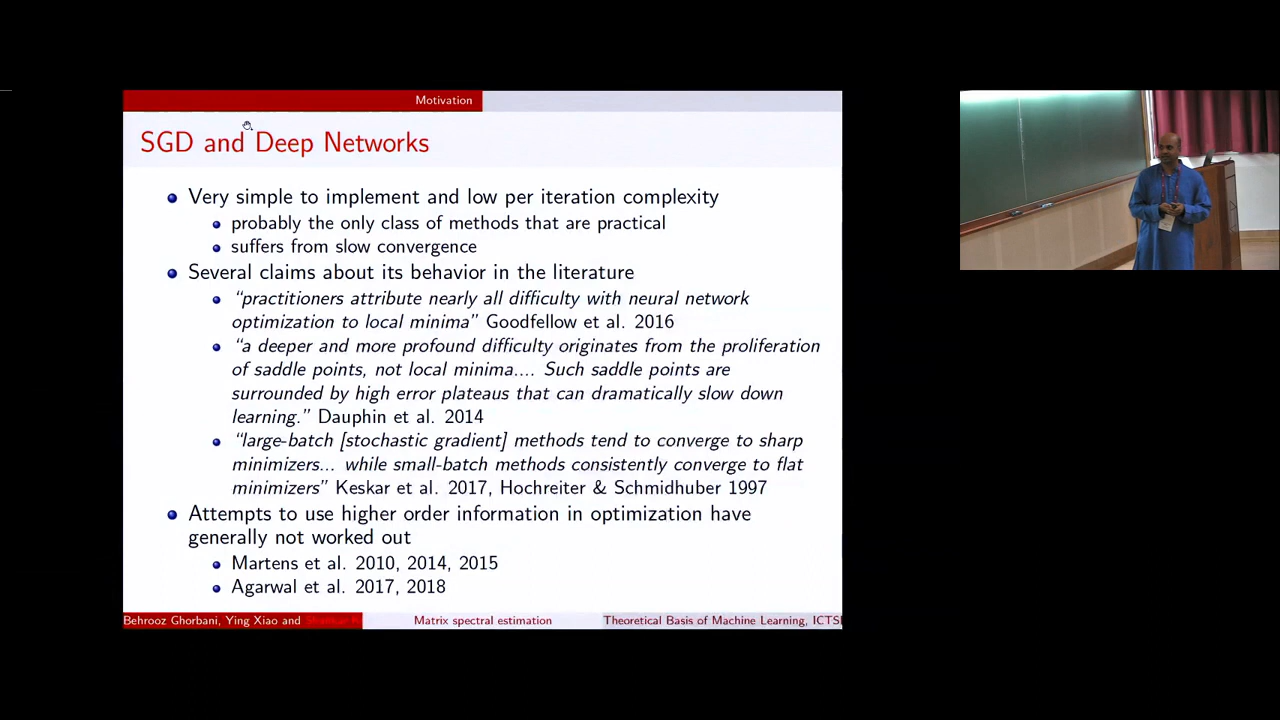 Motivation
SGD and Deep Networks
Very simple to implement and low per iteration complexity
probably the only class of methods that are practical
suffers from slow convergence
Several claims about its behavior in the literature
"practitioners attribute nearly all difficulty with neural network
optimization to local minima" Goodfellow et al. 2016
"a deeper and more profound difficulty originates from the proliferation
of saddle points, not local minima.... Such saddle points are
surrounded by high error plateaus that can dramatically slow down
learning." Dauphin et al. 2014
"large-batch [stochastic gradient] methods tend to converge to sharp
minimizers... while small-batch methods consistently converge to flat
minimizers" Keskar et al. 2017, Hochreiter & Schmidhuber 1997
Attempts to use higher order information in optimization have
generally not worked out
Martens et al. 2010, 2014, 2015
Agarwal et al. 2017, 2018
Behrooz Ghorbani, Ying Xiao and
Matrix spectral estimation
Theoretical Basis of Machine Learning, ICTS